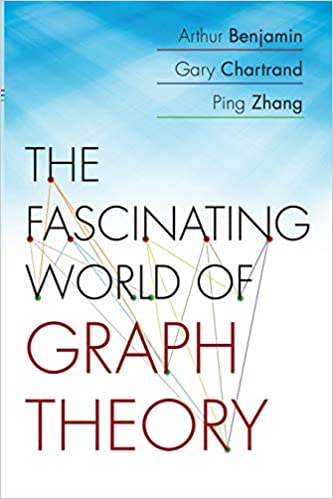 Arthur Benjamin
Gary Chartrand
Ping Zhang
THE
FASCINATING
WORLD OF
GRAPH
THEORY